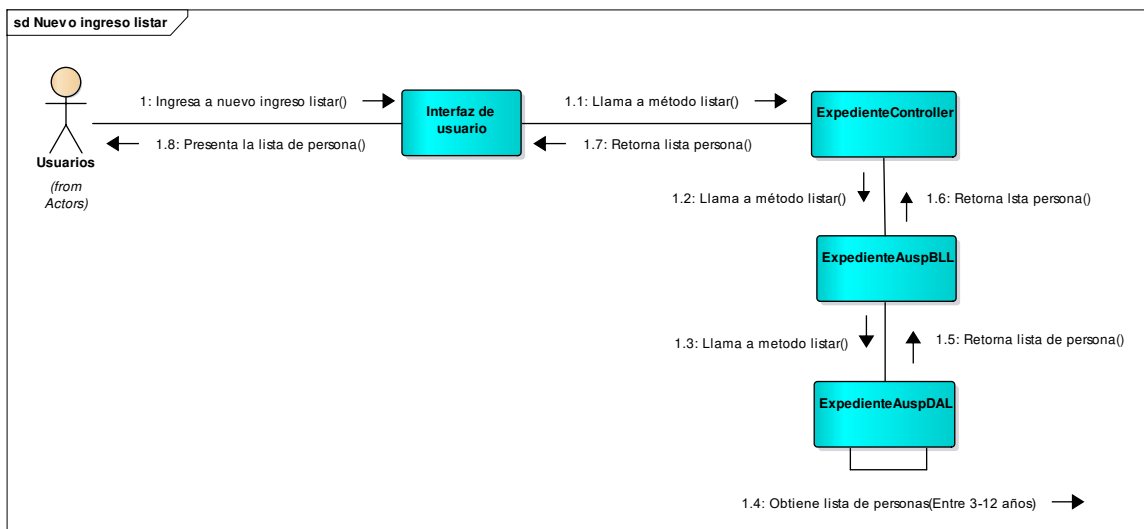 sd Nuevo ingreso listar
1: Ingresa a nuevo ingreso listar()
1.1: Llama a método listar()
Interfaz de
usuario
ExpedienteController
1.8: Presenta la lista de persona()
1.7: Retorna lista persona()
Usuarios
(from
Actors)
1.2: Llama a método listar()
1.6: Retorna lsta persona()
ExpedienteAuspBLL
1.3: Llama a metodo listar()
1.5: Retorna lista de persona()
ExpedienteAuspDAL
1.4: Obtiene lista de personas(Entre 3-12 años)